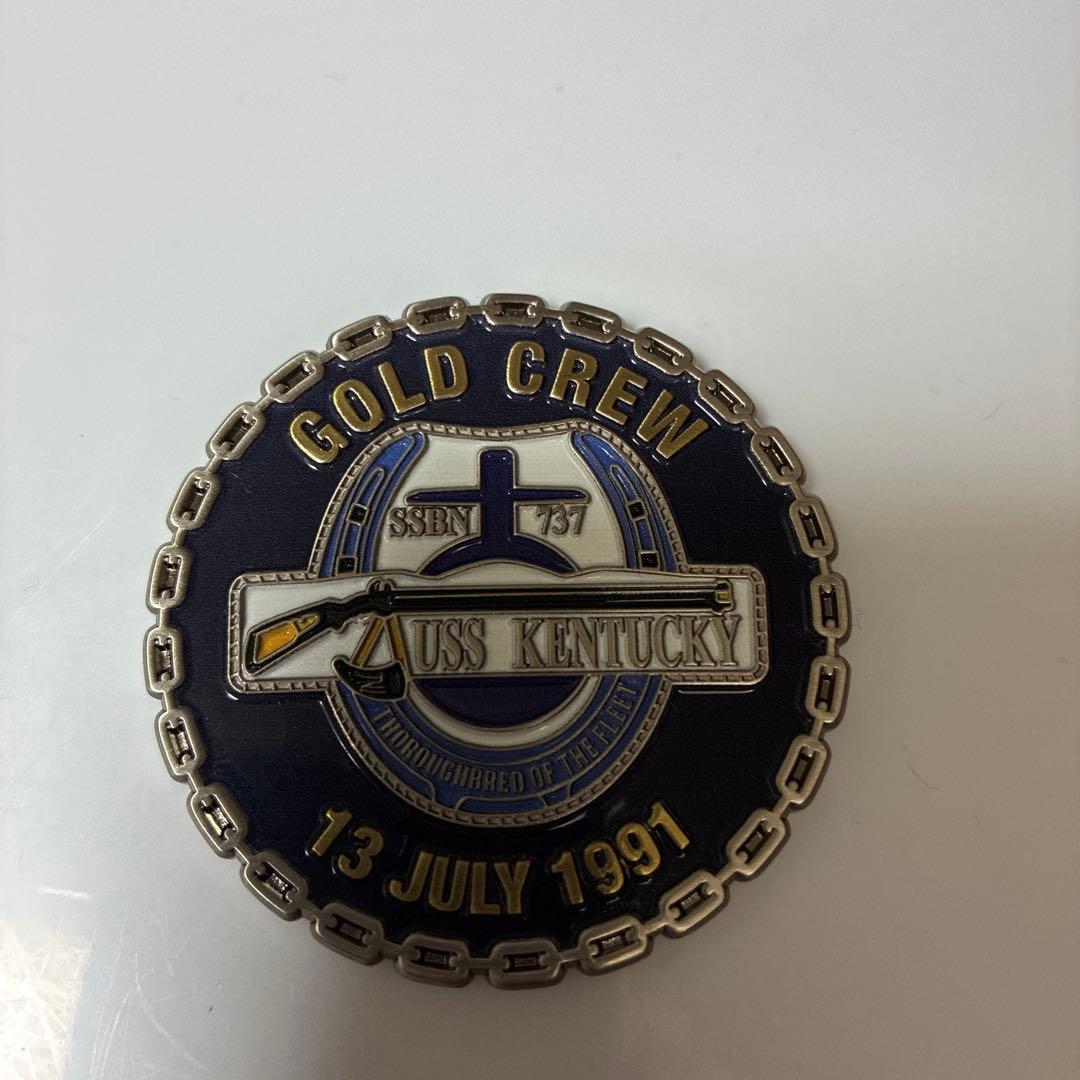 GOLD CREW
SSBN 737
USS KENTUCKY
THOROUGHBRED OF THE FLEET
13 JULY 1991